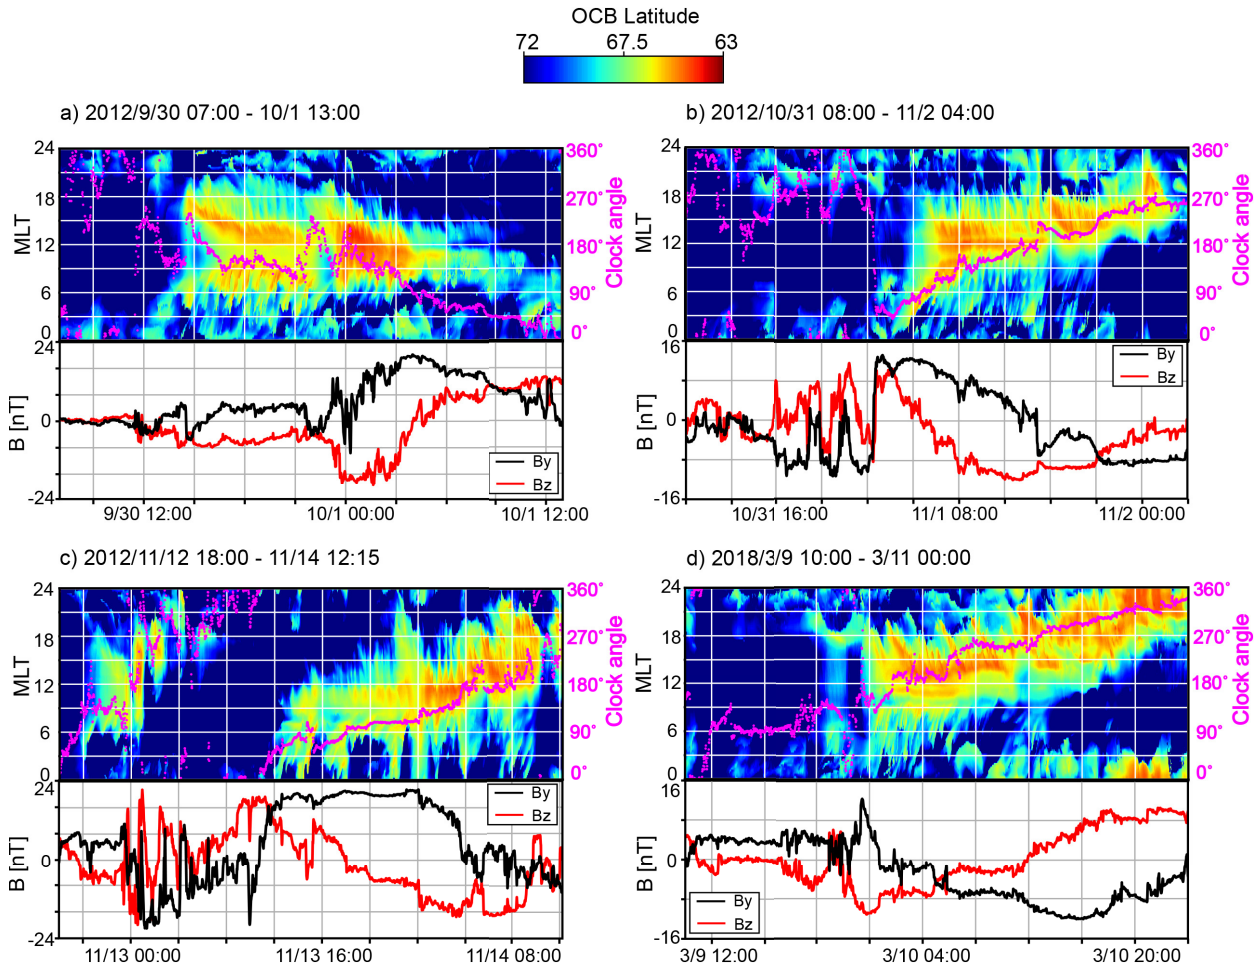 OCB Latitude
72 67.5 63
a) 2012/9/30 07:00 - 10/1 13:00
24 18 12 6 0
MLT
360° 270° 180° 90° 0°
Clock angle
24 0 -24
B [nT]
By
Bz
9/30 12:00 10/1 00:00 10/1 12:00
b) 2012/10/31 08:00 - 11/2 04:00
24 18 12 6 0
MLT
360° 270° 180° 90° 0°
Clock angle
16 0 -16
B [nT]
By
Bz
10/31 16:00 11/1 08:00 11/2 00:00
c) 2012/11/12 18:00 - 11/14 12:15
24 18 12 6 0
MLT
360° 270° 180° 90° 0°
Clock angle
24 0 -24
B [nT]
By
Bz
11/13 00:00 11/13 16:00 11/14 08:00
d) 2018/3/9 10:00 - 3/11 00:00
24 18 12 6 0
MLT
360° 270° 180° 90° 0°
Clock angle
16 0 -16
B [nT]
By
Bz
3/9 12:00 3/10 04:00 3/10 20:00